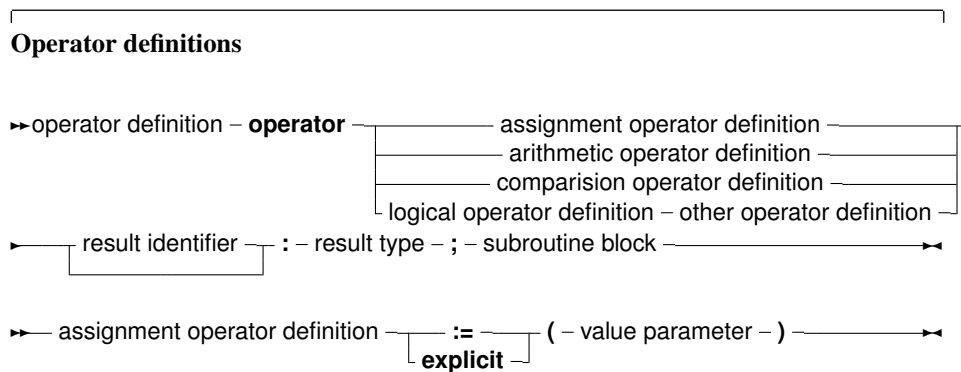 Operator definitions
operator definition – operator – assignment operator definition –
arithmetic operator definition –
comparision operator definition –
logical operator definition – other operator definition –
result identifier – : – result type – ; – subroutine block –
assignment operator definition – := – ( – value parameter – ) –
explicit –